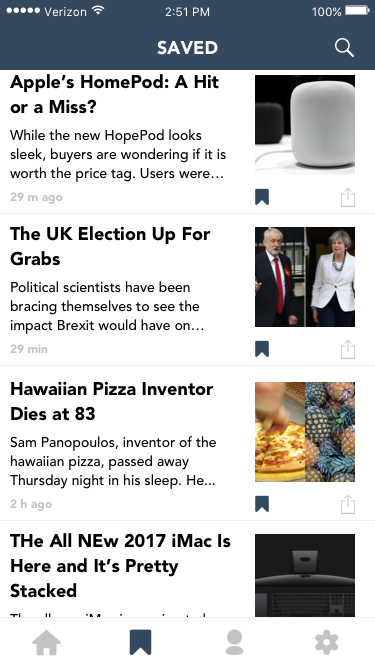 Verizon 2:51 PM 100%
SAVED
Apple’s HomePod: A Hit
or a Miss?
While the new HopePod looks
sleek, buyers are wondering if it is
worth the price tag. Users were…
29 m ago
The UK Election Up For
Grabs
Political scientists have been
bracing themselves to see the
impact Brexit would have on…
29 min
Hawaiian Pizza Inventor
Dies at 83
Sam Panopoulos, inventor of the
hawaiian pizza, passed away
Thursday night in his sleep. He...
2 h ago
THe All NEw 2017 iMac Is
Here and It’s Pretty
Stacked